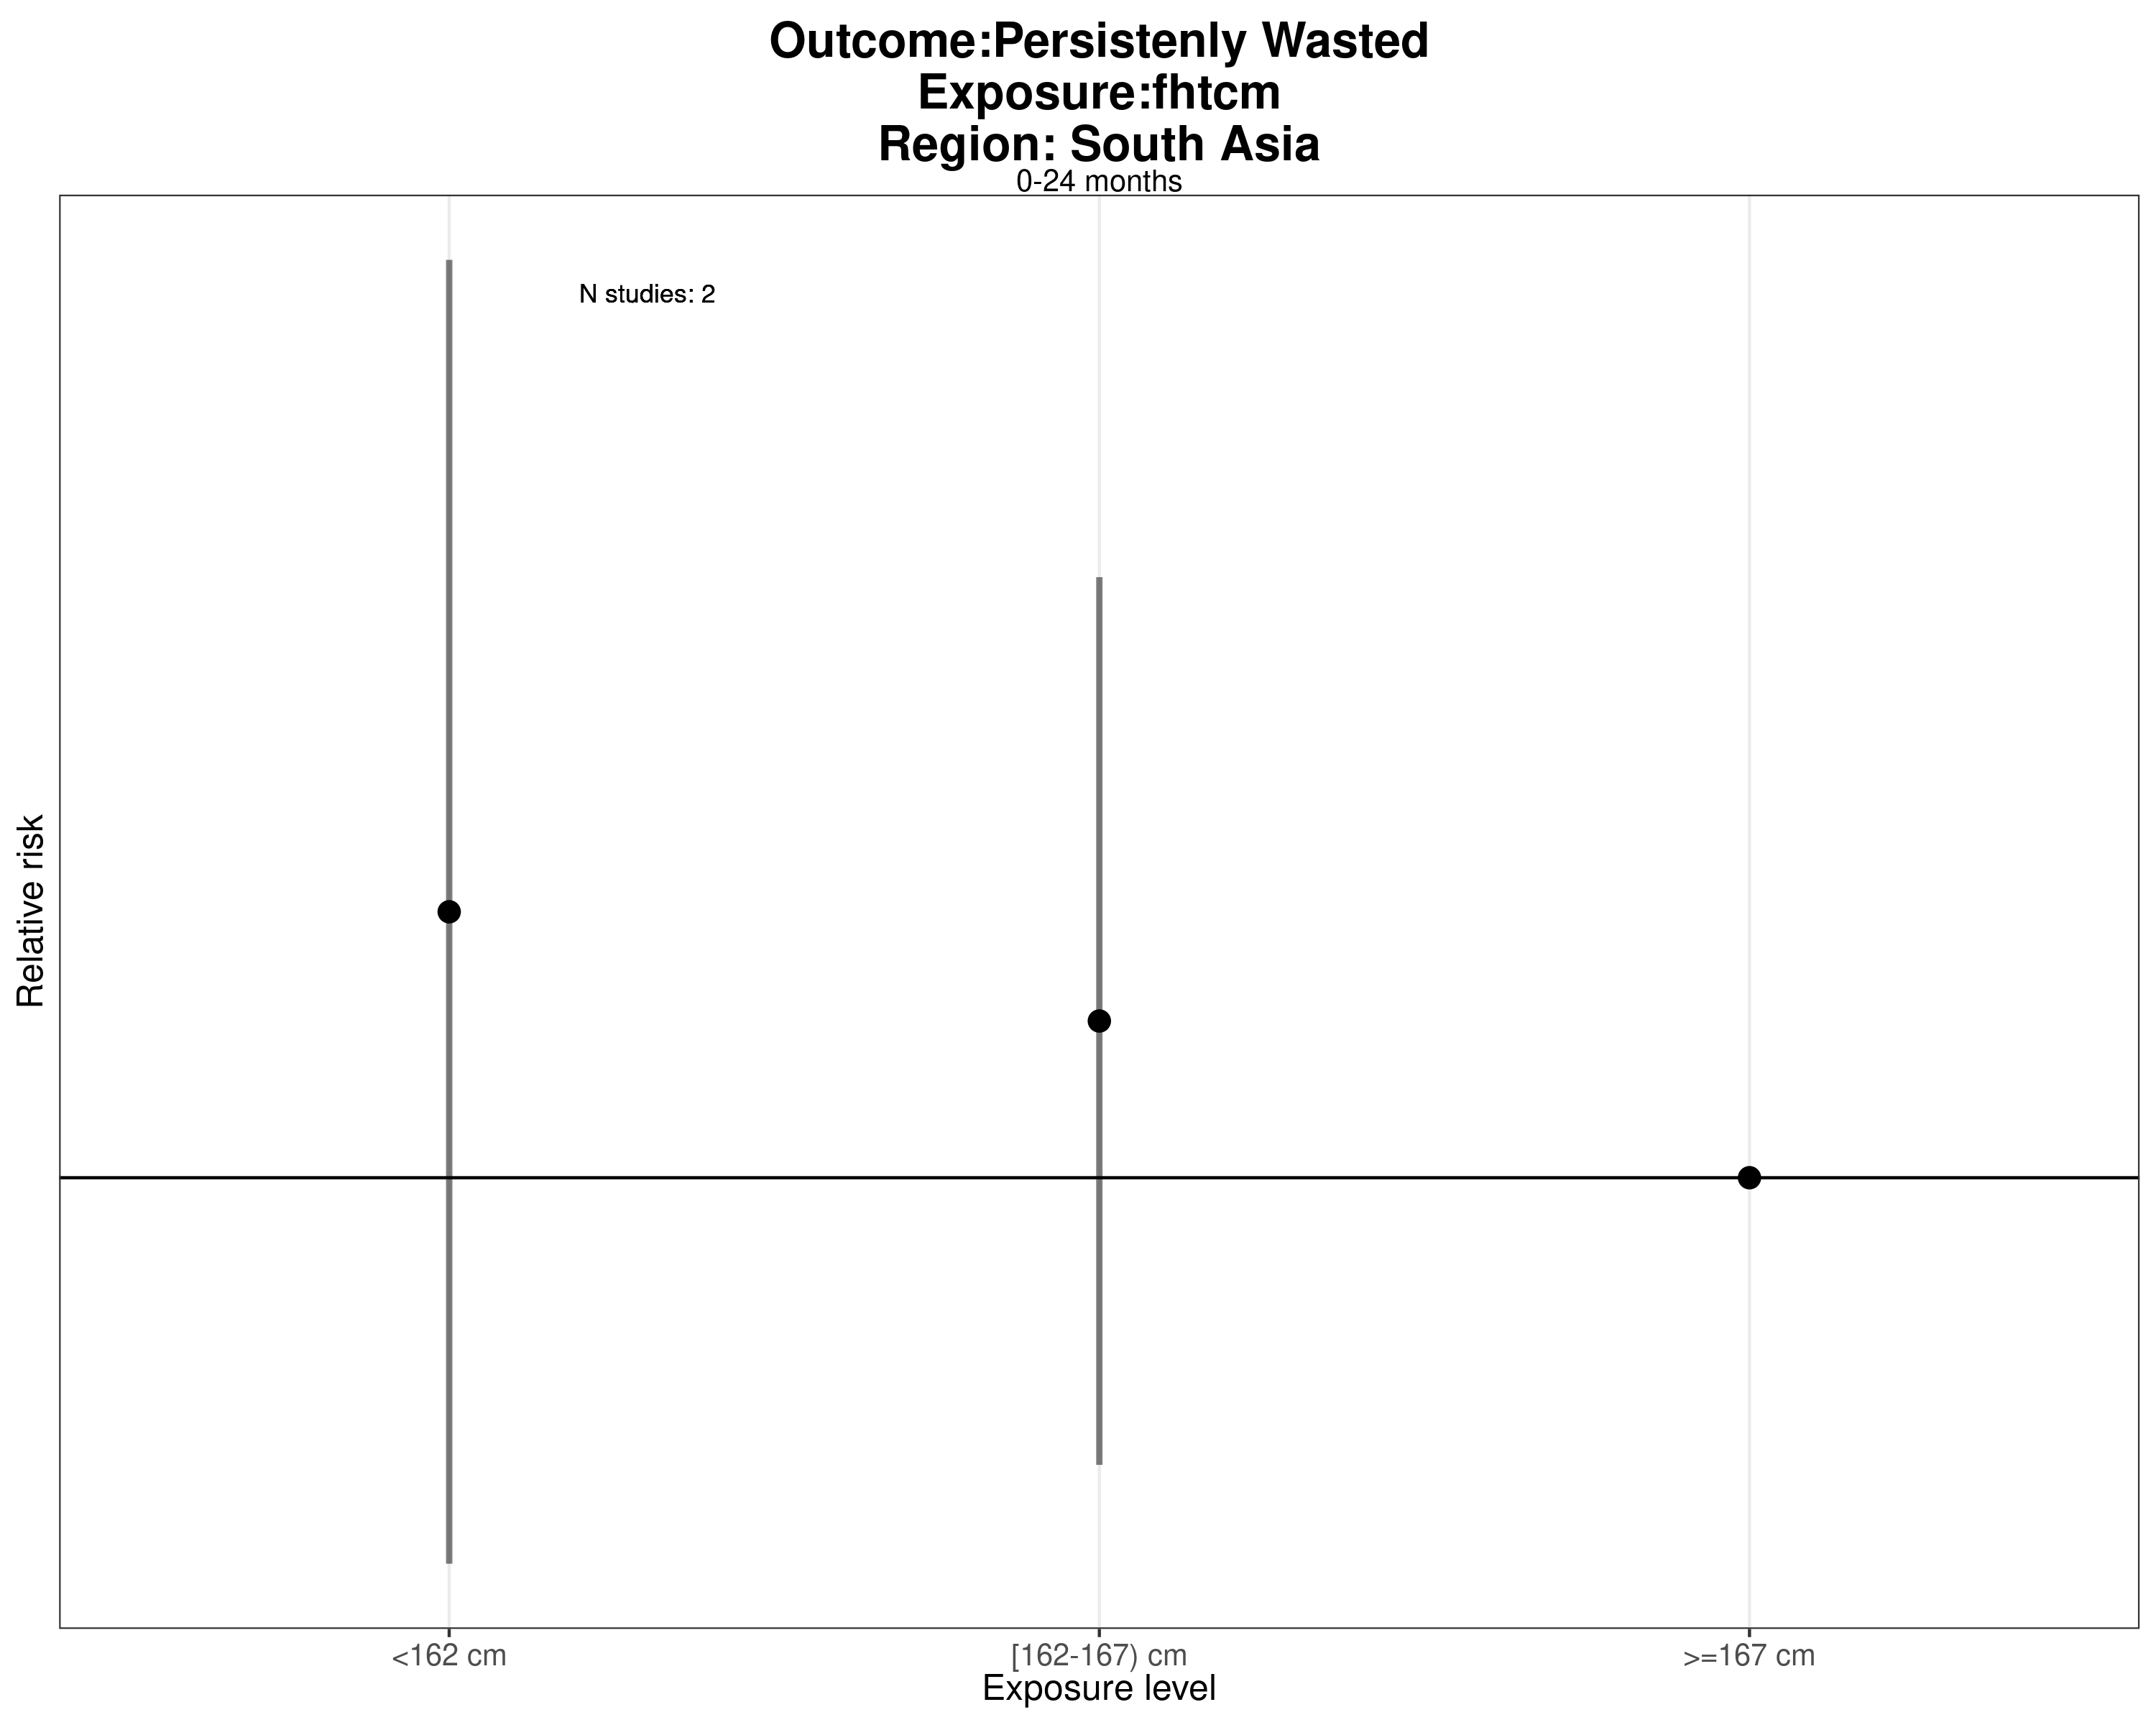 Outcome:Persistenly Wasted
Exposure:fhtcm
Region: South Asia
0-24 months
N studies: 2
Relative risk
<162 cm
[162-167) cm
>=167 cm
Exposure level